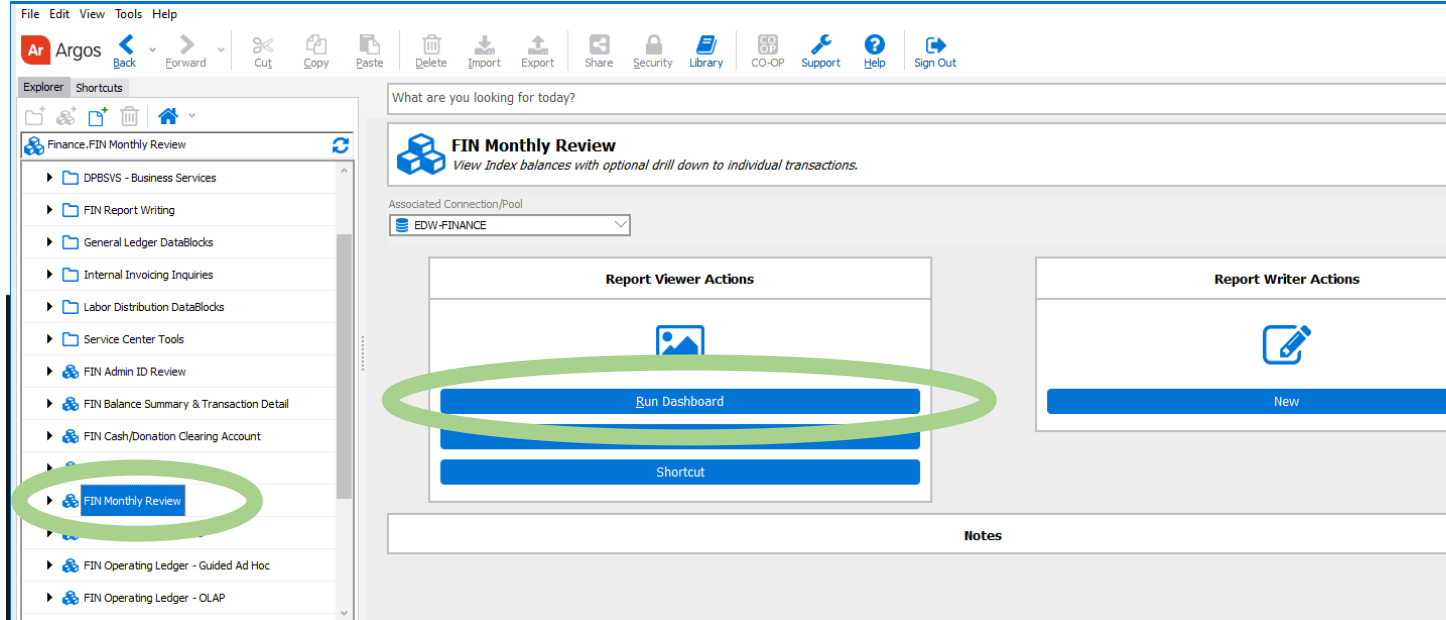 File Edit View Tools Help
Ar Argos Back Forward Cut Copy Paste Delete Import Export Share Security Library CO-OP Support Help Sign Out
Explorer Shortcuts
What are you looking for today?
Finance.FIN Monthly Review
FIN Monthly Review
View Index balances with optional drill down to individual transactions.
Associated Connection/Pool
EDW-FINANCE
DPBSVS - Business Services
FIN Report Writing
General Ledger DataBlocks
Internal Invoicing Inquiries
Labor Distribution DataBlocks
Service Center Tools
FIN Admin ID Review
FIN Balance Summary & Transaction Detail
FIN Cash/Donation Clearing Account
FIN Monthly Review
FIN Operating Ledger - Guided Ad Hoc
FIN Operating Ledger - OLAP
Report Viewer Actions
Run Dashboard
Shortcut
Report Writer Actions
New
Notes